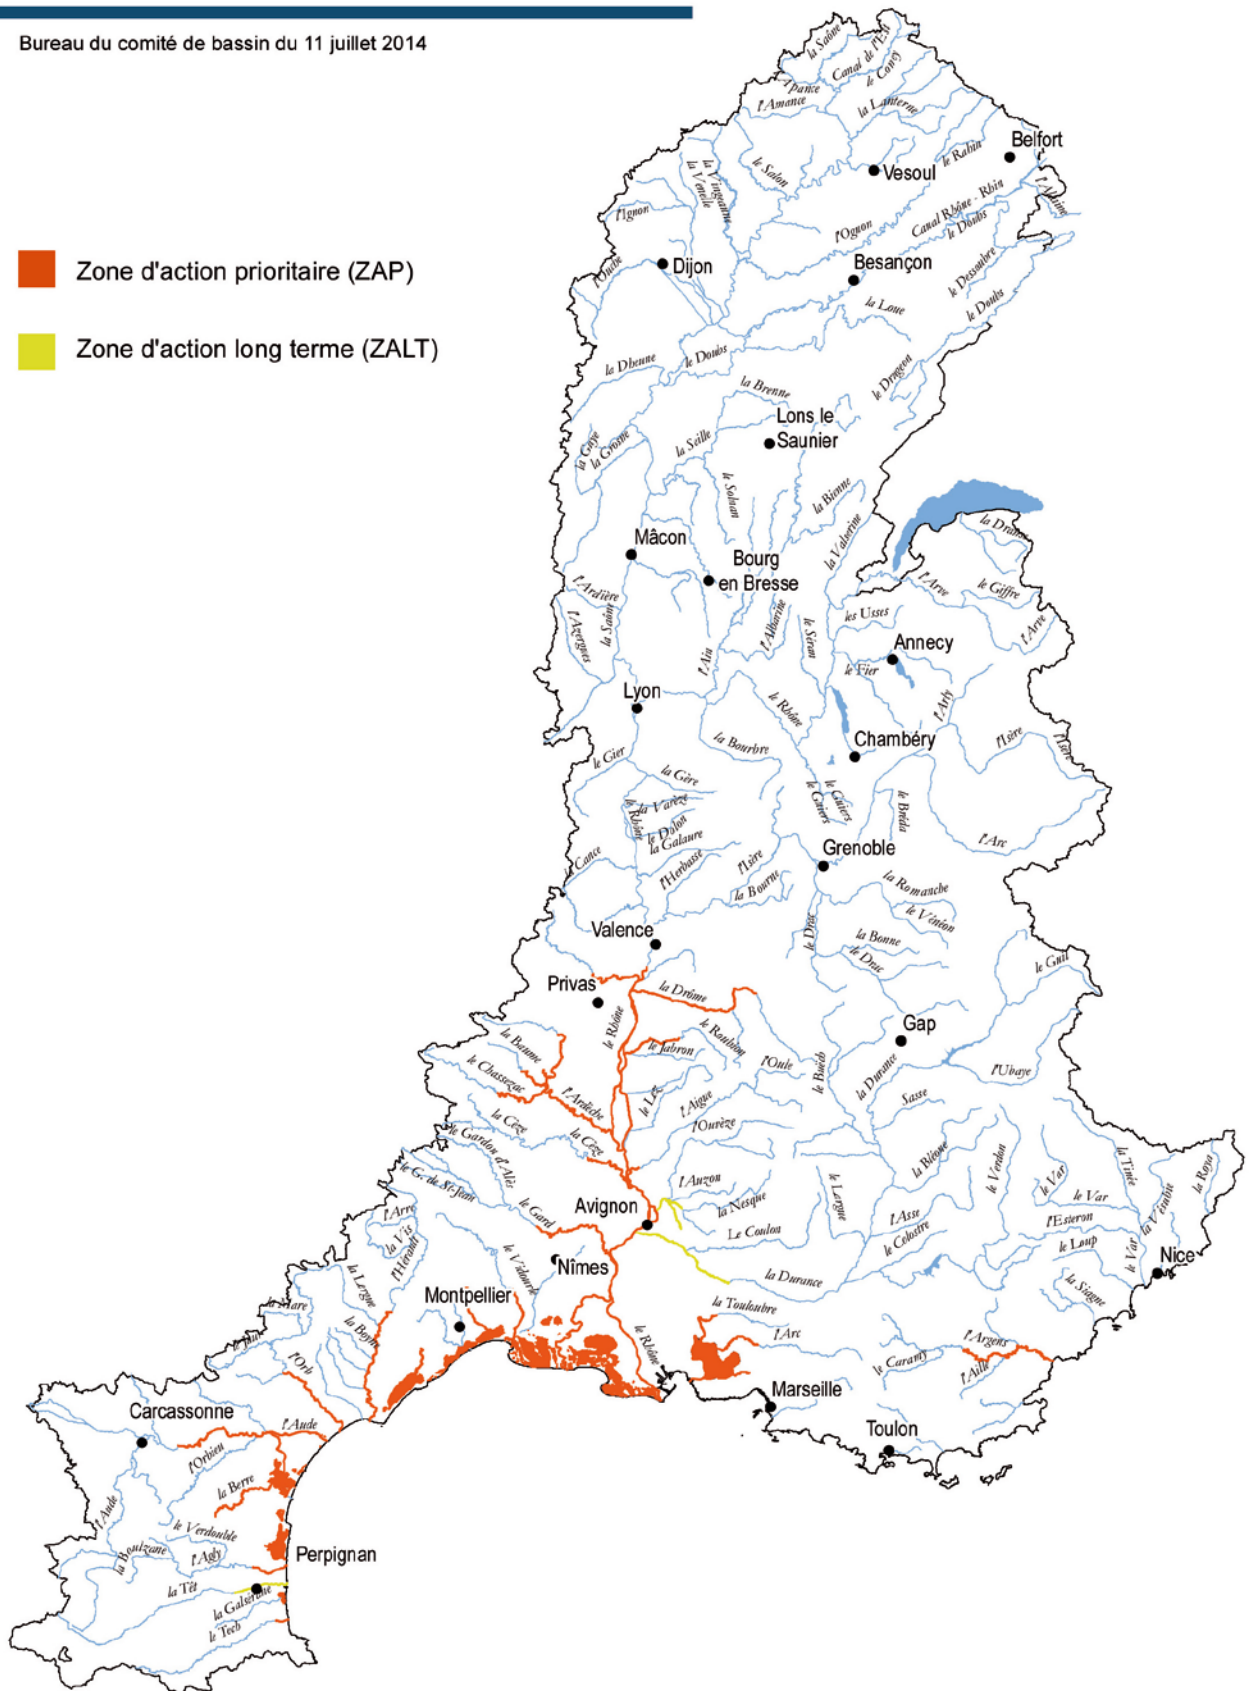 Bureau du comité de bassin du 11 juillet 2014
Zone d'action prioritaire (ZAP)
Zone d'action long terme (ZALT)
la Saône
Canal de l'Est
le Coney
Apance
l'Amance
la Lanterne
Belfort
le Rahin
Vesoul
le Salon
la Vingeanne
la Venelle
l'Ignon
l'Allaine
Canal Rhône - Rhin
le Doubs
l'Ognon
Dijon
l'Ouche
Besançon
le Dessoubre
le Doubs
la Loue
la Dheune
le Doubs
le Drugeon
la Brenne
Lons le
Saunier
la Seille
la Guye
la Grosne
le Solnan
la Bienne
la Valserine
Mâcon
Bourg
en Bresse
la Dranse
l'Arve
le Giffre
l'Arve
l'Ardière
l'Azergues
la Saône
l'Albarine
le Séran
les Usses
Annecy
le Fier
l'Ain
Lyon
le Rhône
l'Arly
Chambéry
l'Isère
l'Isère
la Bourbre
le Gier
la Gère
la Varèze
le Rhône
le Dolon
la Galaure
le Guiers
le Guiers
le Bréda
l'Arc
Grenoble
Cance
l'Herbasse
l'Isère
la Bourne
la Romanche
le Vénéon
le Drac
la Bonne
le Drac
Valence
le Guil
Privas
la Drôme
le Rhône
Gap
la Baume
le Jabron
le Roubion
l'Oule
le Buëch
la Durance
l'Ubaye
le Chassezac
l'Ardèche
le Lez
l'Aigue
l'Ourèze
Sasse
la Cèze
la Cèze
le Gardon d'Alès
le G. de St-Jean
la Bléone
le Verdon
le Var
la Tinée
la Roya
l'Auzon
la Nesque
le Largue
le Var
la Vésubie
Avignon
le Gard
Le Coulon
l'Asse
le Colostre
l'Esteron
le Loup
le Var
l'Arre
la Vis
l'Hérault
Nîmes
le Vidourle
la Durance
Nice
la Siagne
la Lergue
Montpellier
la Touloubre
la Mare
la Boyne
l'Arc
le Rhône
l'Argens
le Caramy
l'Aille
l'Orb
Marseille
Carcassonne
l'Aude
Toulon
l'Orbieu
la Berre
l'Aude
le Verdouble
la Boulzane
l'Agly
Perpignan
la Têt
le Tech